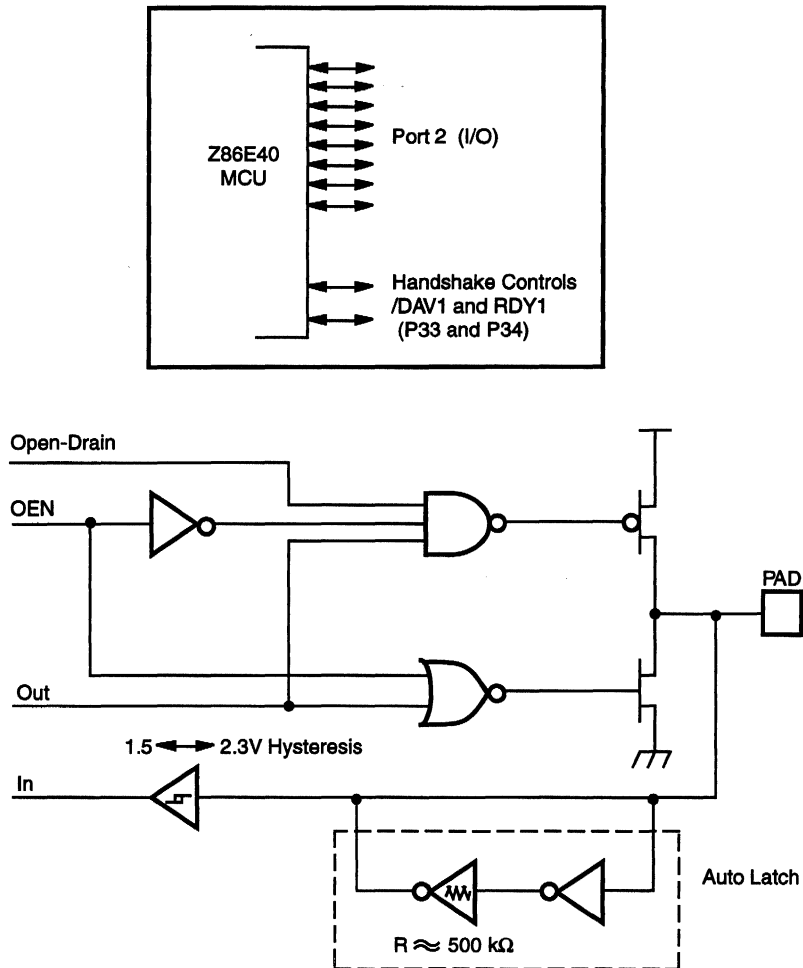 Z86E40
MCU
Port 2 (I/O)
Handshake Controls
/DAV1 and RDY1
(P33 and P34)
Open-Drain
OEN
PAD
Out
1.5 2.3V Hysteresis
In
Auto Latch
R ≈ 500 kΩ